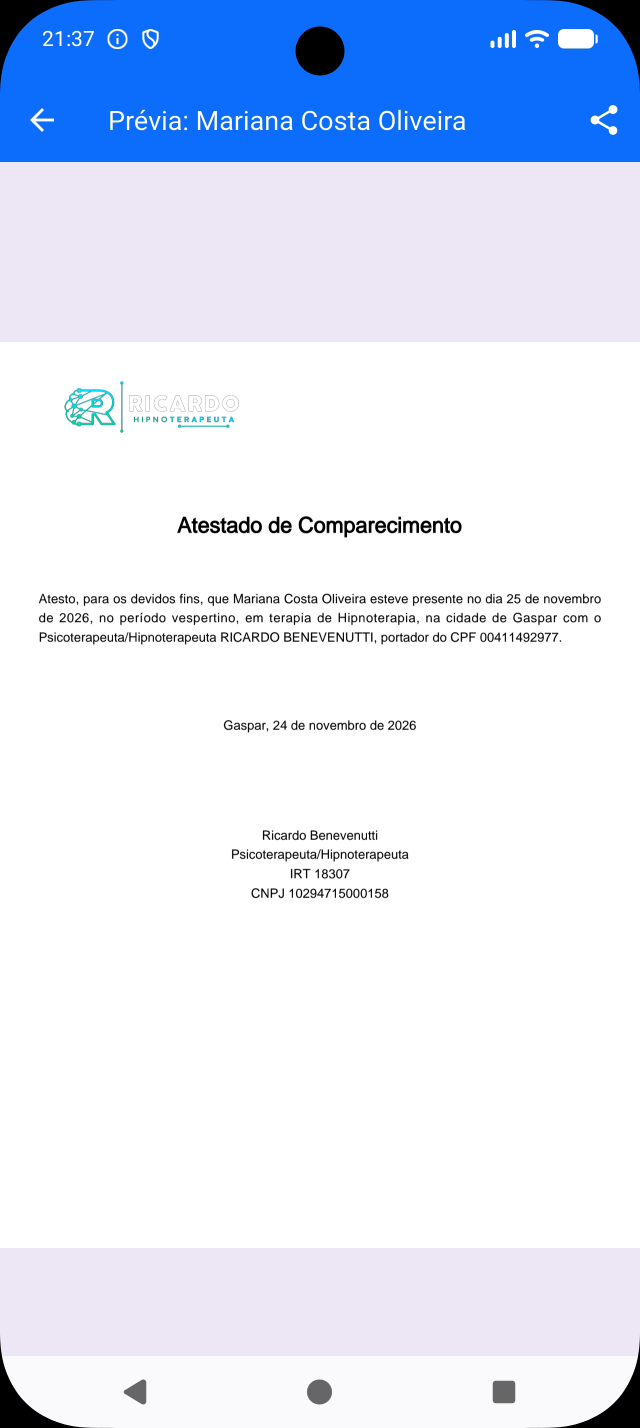 21:37
Prévia: Mariana Costa Oliveira
RICARDO
HIPNOTERAPEUTA
Atestado de Comparecimento
Atesto, para os devidos fins, que Mariana Costa Oliveira esteve presente no dia 25 de novembro
de 2026, no período vespertino, em terapia de Hipnoterapia, na cidade de Gaspar com o
Psicoterapeuta/Hipnoterapeuta RICARDO BENEVENUTTI, portador do CPF 00411492977.
Gaspar, 24 de novembro de 2026
Ricardo Benevenutti
Psicoterapeuta/Hipnoterapeuta
IRT 18307
CNPJ 10294715000158